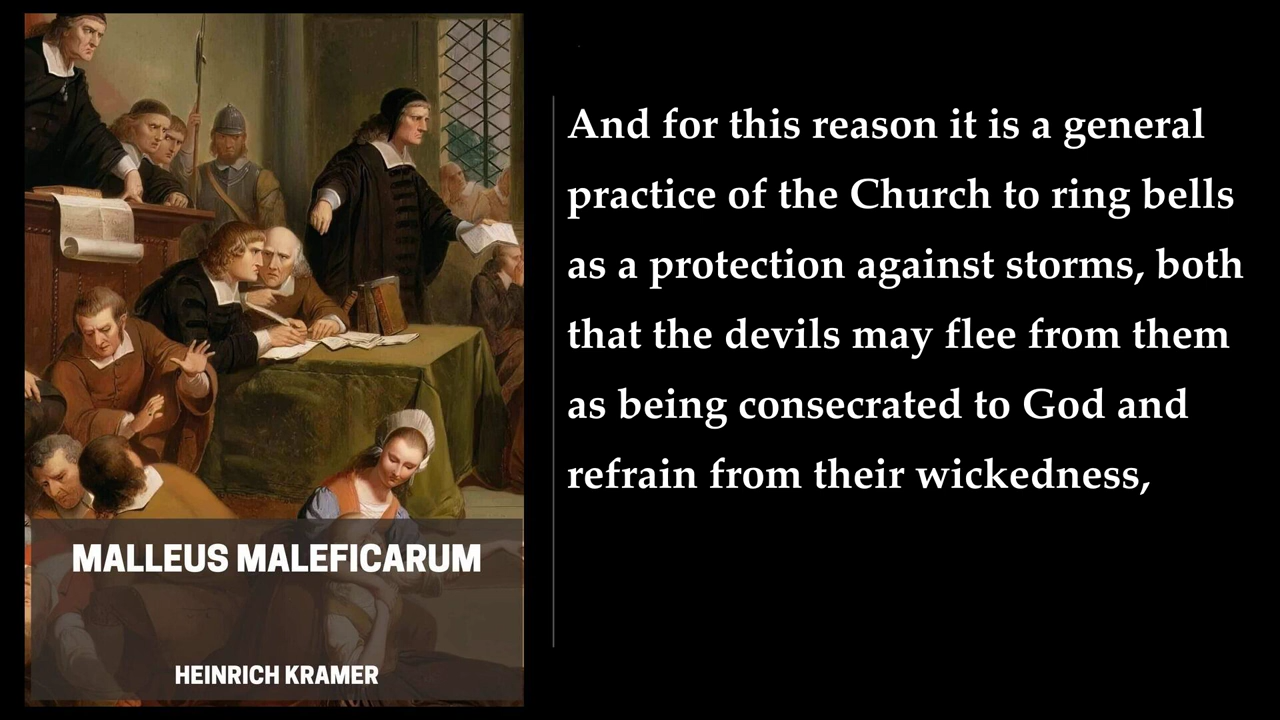 MALLEUS MALEFICARUM
HEINRICH KRAMER
And for this reason it is a general
practice of the Church to ring bells
as a protection against storms, both
that the devils may flee from them
as being consecrated to God and
refrain from their wickedness,